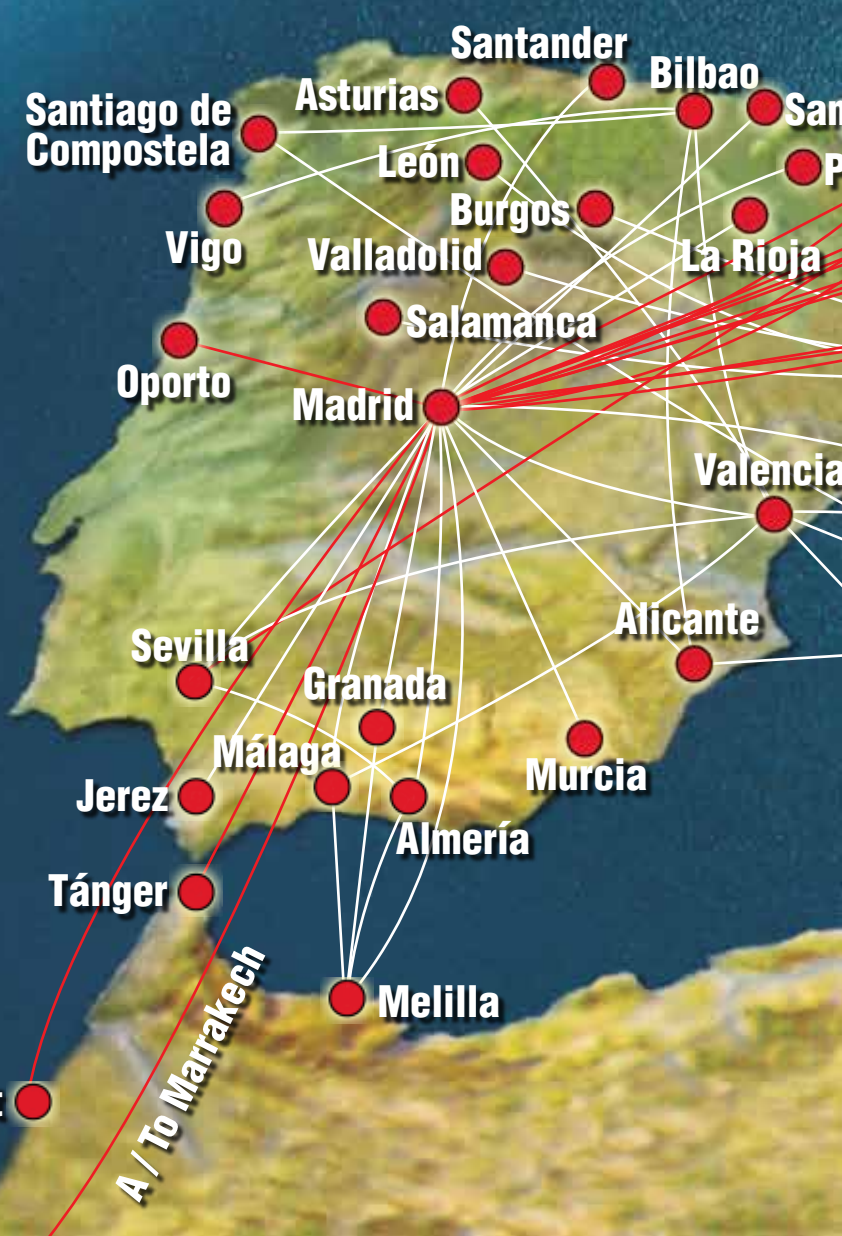 Santander
Bilbao
Asturias
Santiago de
Compostela
San
León
P
Burgos
Vigo
Valladolid
La Rioja
Salamanca
Oporto
Madrid
Valencia
Alicante
Sevilla
Granada
Málaga
Murcia
Jerez
Almería
Tánger
A / To Marrakech
Melilla